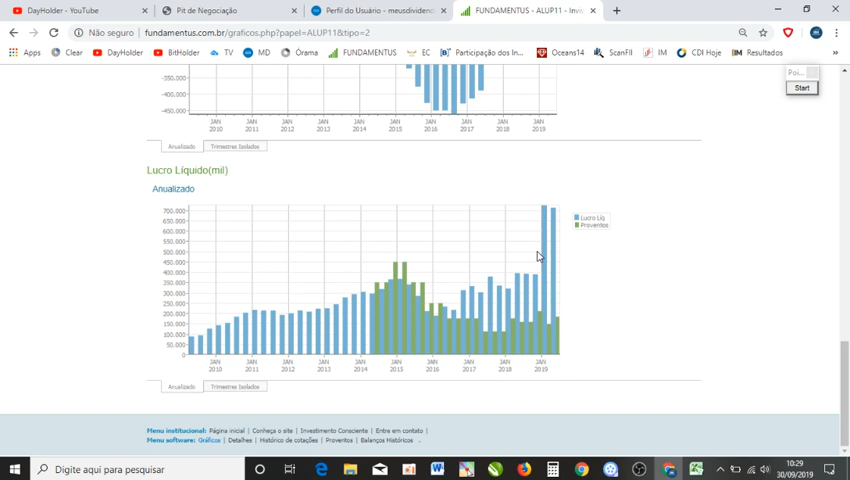 DayHolder - YouTube
Pit de Negociação
Perfil do Usuário - meusdividend
FUNDAMENTUS - ALUP11 - Inve
Não seguro | fundamentus.com.br/graficos.php?papel=ALUP11&tipo=2
Apps Clear DayHolder BitHolder TV MD Órama FUNDAMENTUS EC Participação dos In... Oceans14 ScanFII IM CDI Hoje Resultados »
Poi...
Start
-350.000
-400.000
-450.000
JAN 2010 JAN 2011 JAN 2012 JAN 2013 JAN 2014 JAN 2015 JAN 2016 JAN 2017 JAN 2018 JAN 2019
Anualizado Trimestres Isolados
Lucro Líquido(mil)
Anualizado
700.000
650.000
600.000
550.000
500.000
450.000
400.000
350.000
300.000
250.000
200.000
150.000
100.000
50.000
0
Lucro Líq
Proventos
JAN 2010 JAN 2011 JAN 2012 JAN 2013 JAN 2014 JAN 2015 JAN 2016 JAN 2017 JAN 2018 JAN 2019
Anualizado Trimestres Isolados
Menu institucional: Página inicial | Conheça o site | Investimento Consciente | Entre em contato |
Menu software: Gráficos | Detalhes | Histórico de cotações | Proventos | Balanços Históricos .
Digite aqui para pesquisar
10:29
30/09/2019